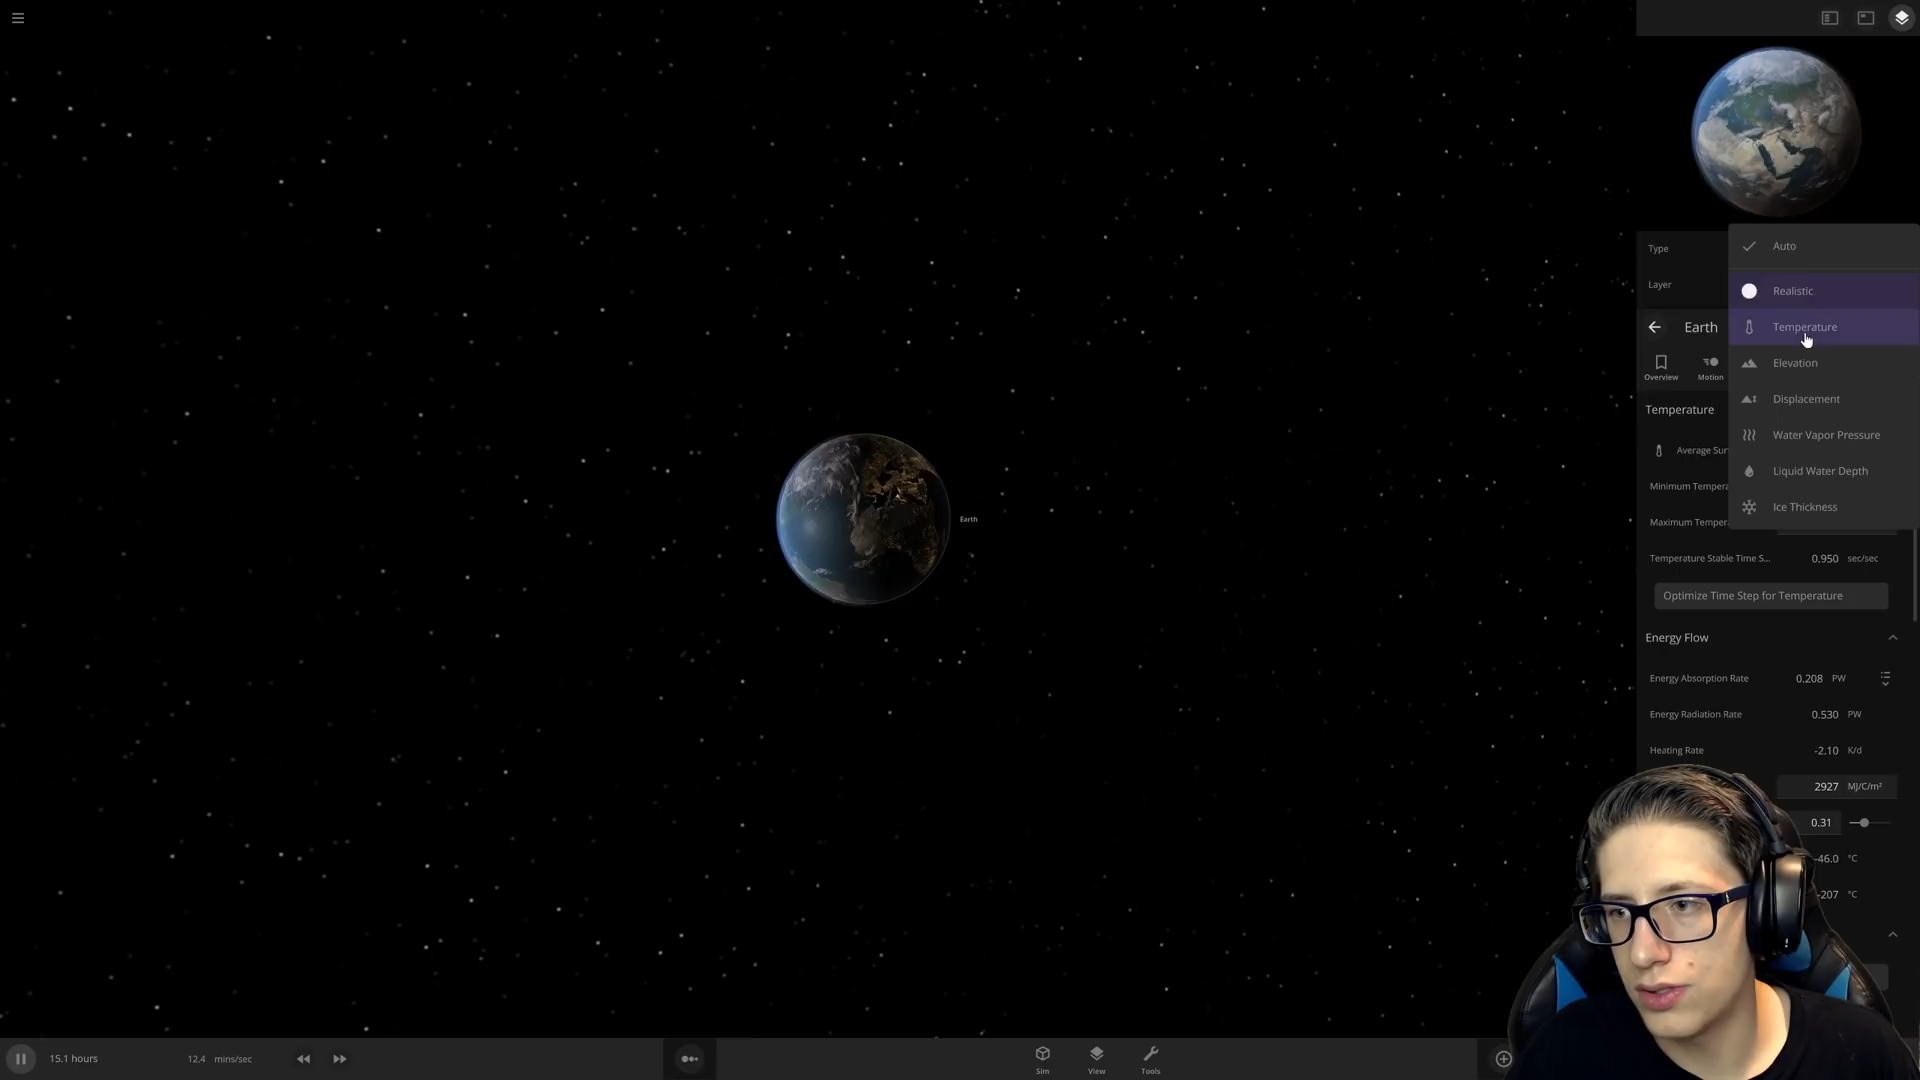 Type
Auto
Layer
Realistic
Earth
Temperature
Elevation
Overview
Motion
Displacement
Temperature
Water Vapor Pressure
Average Sur
Liquid Water Depth
Minimum Tempera
Ice Thickness
Maximum Temper
Earth
Temperature Stable Time S... 0.950 sec/sec
Optimize Time Step for Temperature
Energy Flow
Energy Absorption Rate 0.208 PW
Energy Radiation Rate 0.530 PW
Heating Rate -2.10 K/d
2927 MJ/C/m²
0.31
-46.0 °C
-207 °C
15.1 hours 12.4 mins/sec
Sim View Tools